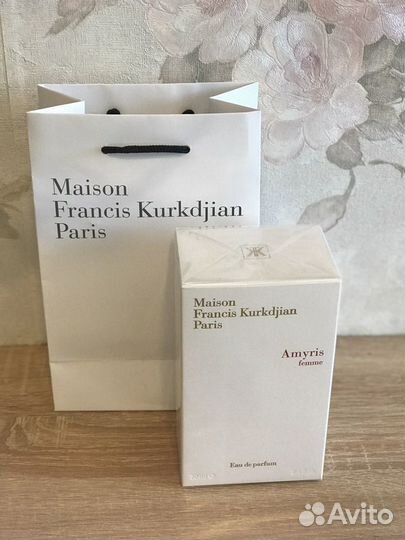 Maison
Francis Kurkdjian
Paris
Maison
Francis Kurkdjian
Paris
Amyris
femme
Eau de parfum
Avito